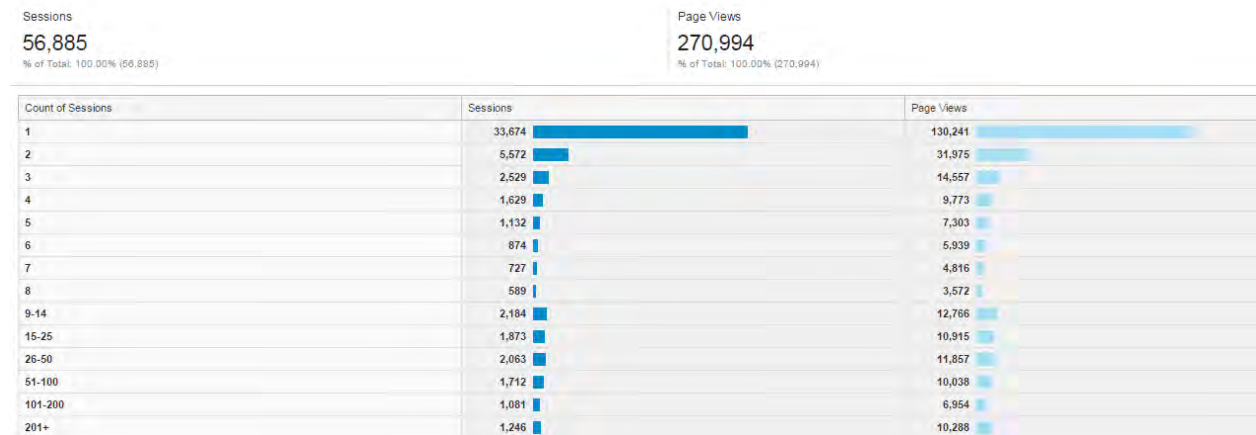 Sessions Page Views
56,885 270,994
% of Total: 100.00% (56,885) % of Total: 100.00% (270,994)
Count of Sessions Sessions Page Views
1 33,674 130,241
2 5,572 31,975
3 2,529 14,557
4 1,629 9,773
5 1,132 7,303
6 874 5,939
7 727 4,816
8 589 3,572
9-14 2,184 12,766
15-25 1,873 10,915
26-50 2,063 11,857
51-100 1,712 10,038
101-200 1,081 6,954
201+ 1,246 10,288